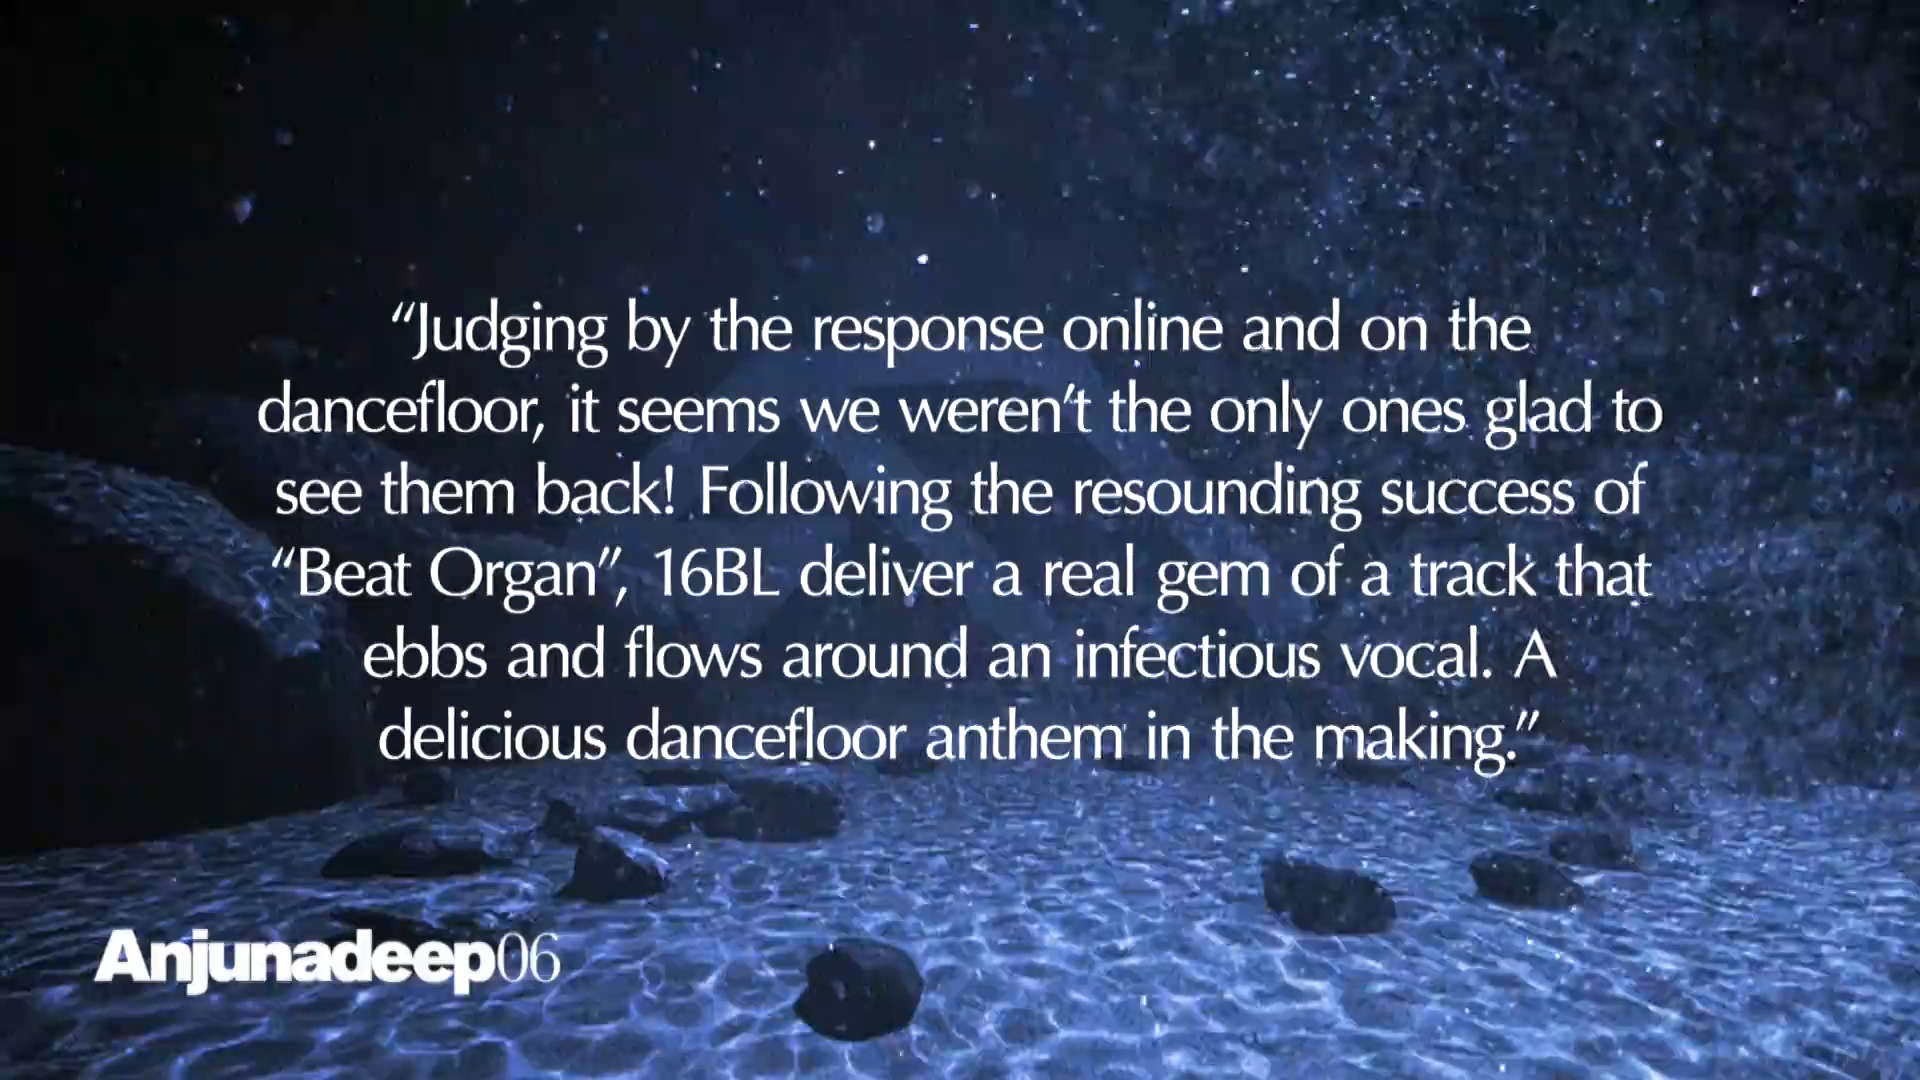 “Judging by the response online and on the
dancefloor, it seems we weren’t the only ones glad to
see them back! Following the resounding success of
“Beat Organ”, 16BL deliver a real gem of a track that
ebbs and flows around an infectious vocal. A
delicious dancefloor anthem in the making.”
Anjunadeep06